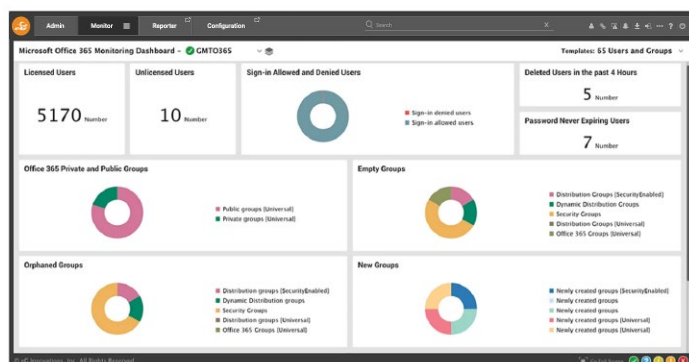 Admin
Monitor
Reporter
Configuration
Search
X
Microsoft Office 365 Monitoring Dashboard - GMTO365
Templates: 65 Users and Groups
Licensed Users
5170 Number
Unlicensed Users
10 Number
Sign-in Allowed and Denied Users
Sign-in denied users
Sign-in allowed users
Deleted Users in the past 4 Hours
5 Number
Password Never Expiring Users
7 Number
Office 365 Private and Public Groups
Public groups [Universal]
Private groups [Universal]
Empty Groups
Distribution Groups [SecurityEnabled]
Dynamic Distribution Groups
Security Groups
Distribution Groups [Universal]
Office 365 Groups [Universal]
Orphaned Groups
Distribution groups [SecurityEnabled]
Dynamic Distribution groups
Security Groups
Distribution groups [Universal]
Office 365 Groups [Universal]
New Groups
Newly created groups [SecurityEnabled]
Newly created groups
Newly created groups
Newly created groups [Universal]
Newly created groups [Universal]
All Rights Reserved